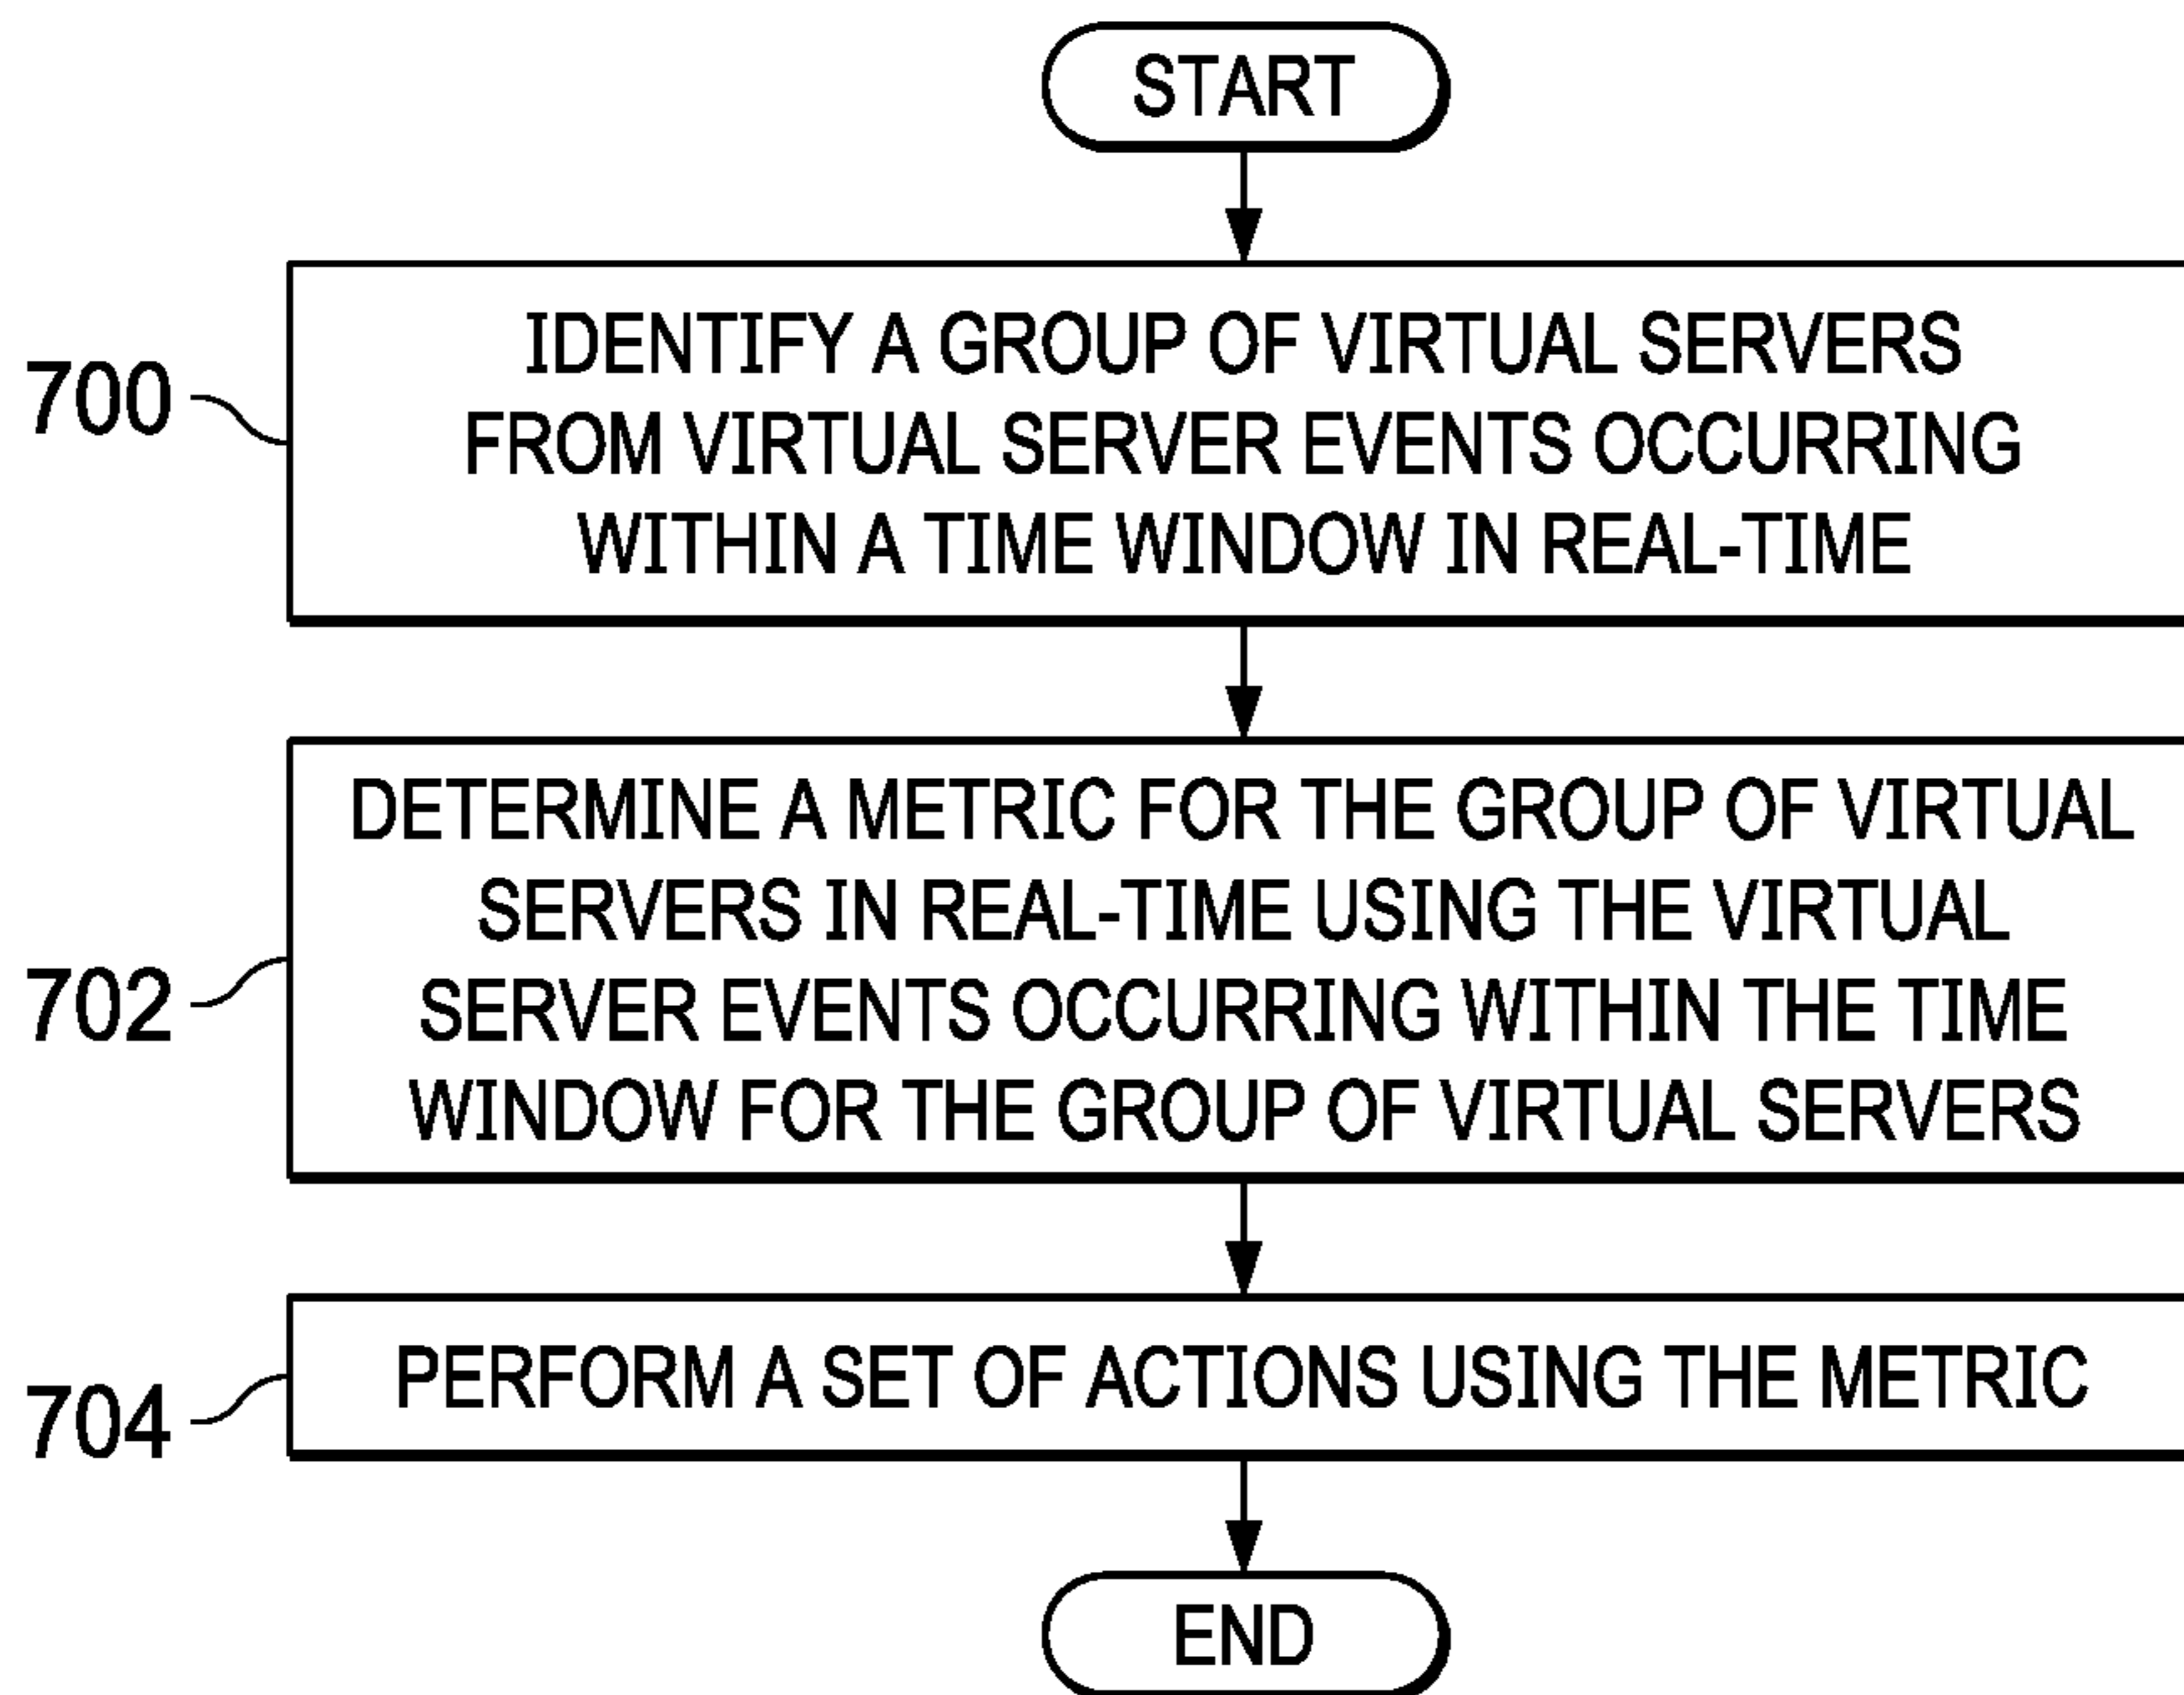 START
700
IDENTIFY A GROUP OF VIRTUAL SERVERS
FROM VIRTUAL SERVER EVENTS OCCURRING
WITHIN A TIME WINDOW IN REAL-TIME
702
DETERMINE A METRIC FOR THE GROUP OF VIRTUAL
SERVERS IN REAL-TIME USING THE VIRTUAL
SERVER EVENTS OCCURRING WITHIN THE TIME
WINDOW FOR THE GROUP OF VIRTUAL SERVERS
704
PERFORM A SET OF ACTIONS USING THE METRIC
END